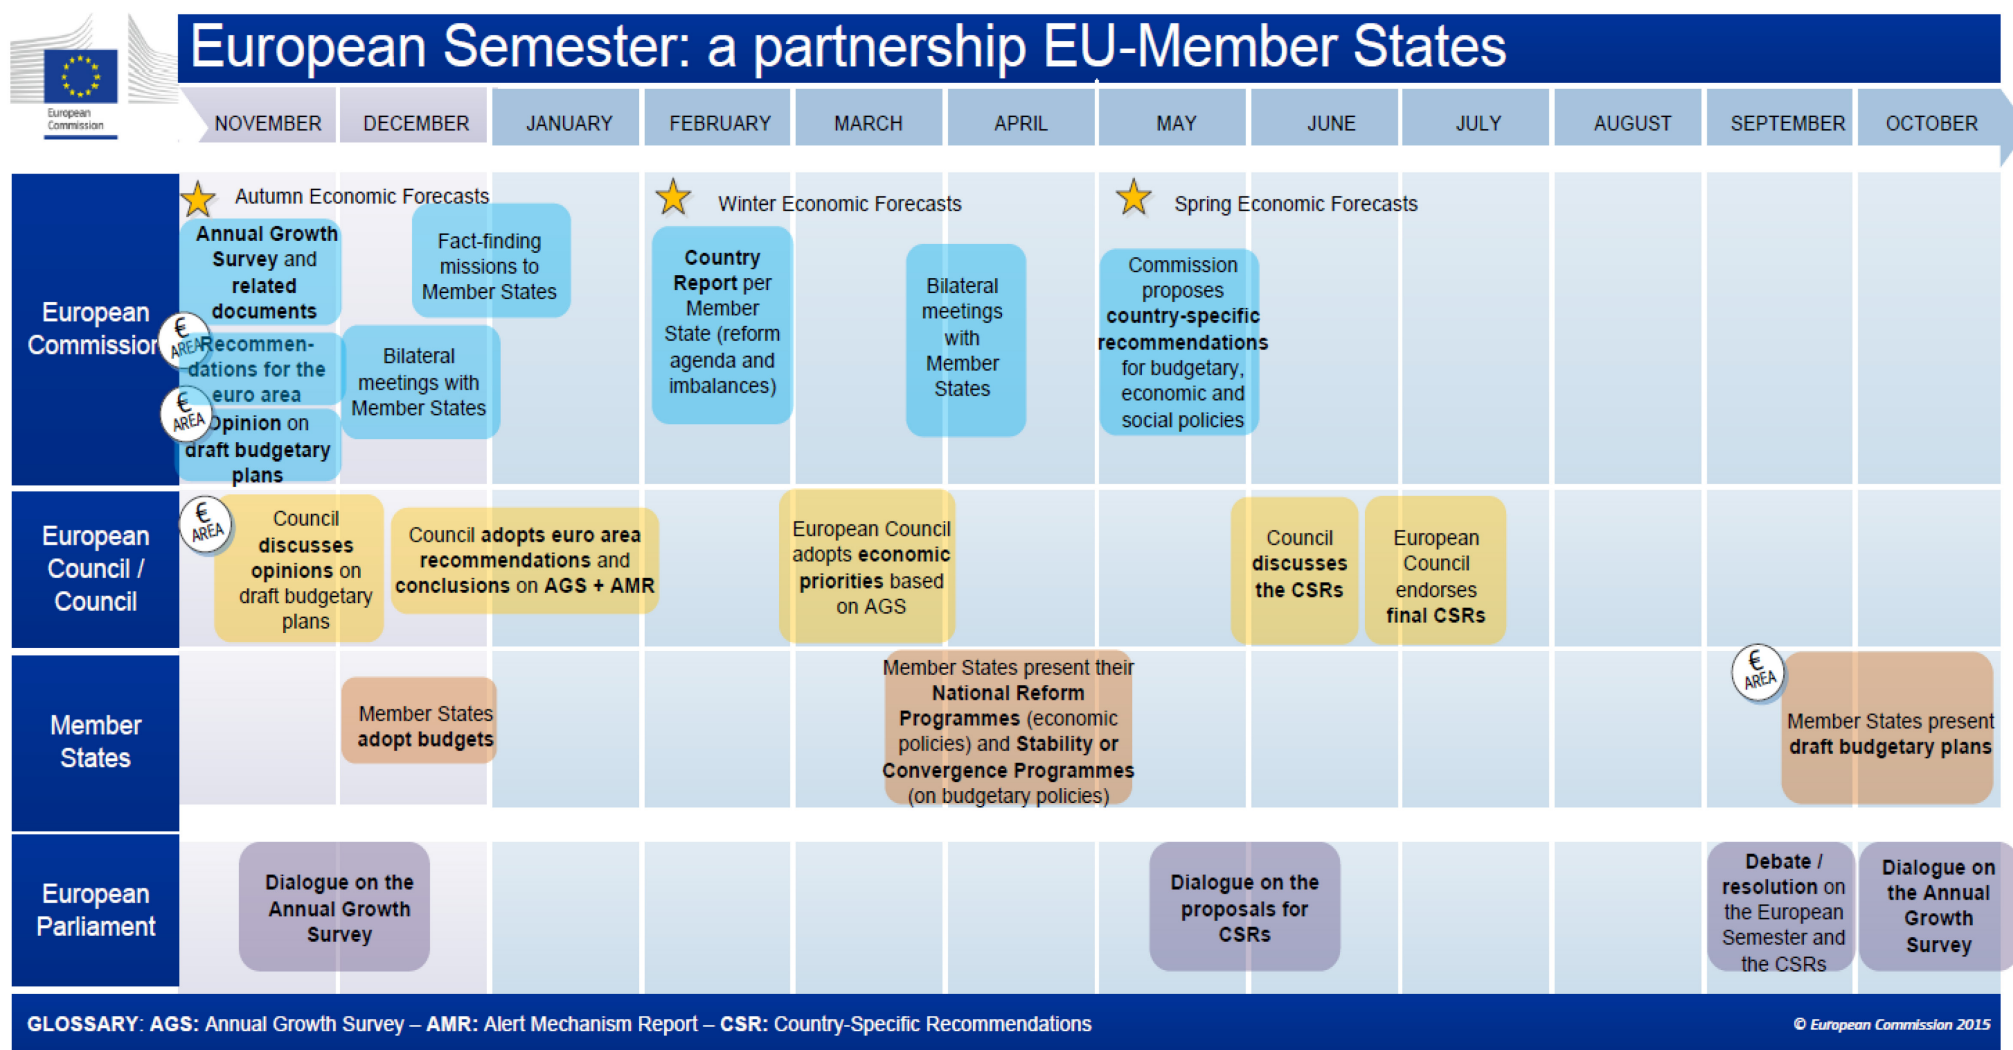 European Semester: a partnership EU-Member States
European
Commission
NOVEMBER
DECEMBER
JANUARY
FEBRUARY
MARCH
APRIL
MAY
JUNE
JULY
AUGUST
SEPTEMBER
OCTOBER
European
Commission
Autumn Economic Forecasts
Winter Economic Forecasts
Spring Economic Forecasts
Annual Growth
Survey and
related
documents
€
AREA
Recommen-
dations for the
euro area
€
AREA
Opinion on
draft budgetary
plans
Fact-finding
missions to
Member States
Bilateral
meetings with
Member States
Country
Report per
Member
State (reform
agenda and
imbalances)
Bilateral
meetings
with
Member
States
Commission
proposes
country-specific
recommendations
for budgetary,
economic and
social policies
European
Council /
Council
€
AREA
Council
discusses
opinions on
draft budgetary
plans
Council adopts euro area
recommendations and
conclusions on AGS + AMR
European Council
adopts economic
priorities based
on AGS
Council
discusses
the CSRs
European
Council
endorses
final CSRs
Member
States
Member States
adopt budgets
Member States present their
National Reform
Programmes (economic
policies) and Stability or
Convergence Programmes
(on budgetary policies)
€
AREA
Member States present
draft budgetary plans
European
Parliament
Dialogue on the
Annual Growth
Survey
Dialogue on the
proposals for
CSRs
Debate /
resolution on
the European
Semester and
the CSRs
Dialogue on
the Annual
Growth
Survey
GLOSSARY: AGS: Annual Growth Survey – AMR: Alert Mechanism Report – CSR: Country-Specific Recommendations
© European Commission 2015